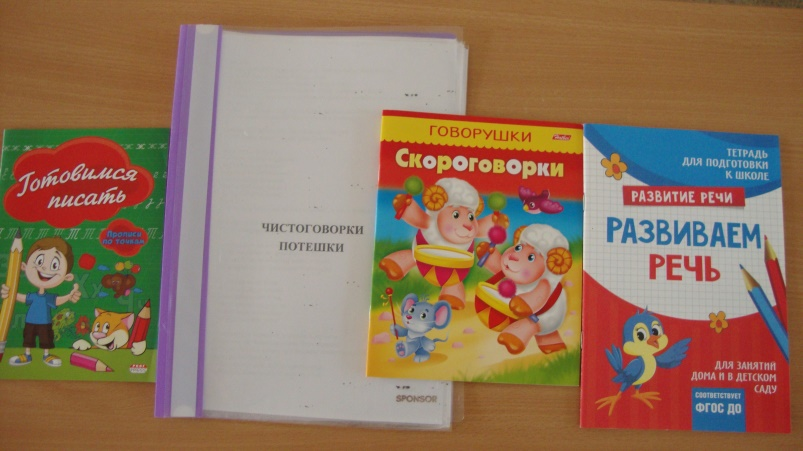 Готовимся
писать
Прописи
по точкам
ЧИСТОГОВОРКИ
ПОТЕШКИ
SPONSOR
ГОВОРУШКИ
Скороговорки
ТЕТРАДЬ
ДЛЯ ПОДГОТОВКИ
К ШКОЛЕ
РАЗВИТИЕ РЕЧИ
РАЗВИВАЕМ
РЕЧЬ
ДЛЯ ЗАНЯТИЙ
ДОМА И В ДЕТСКОМ
САДУ
СООТВЕТСТВУЕТ
ФГОС ДО